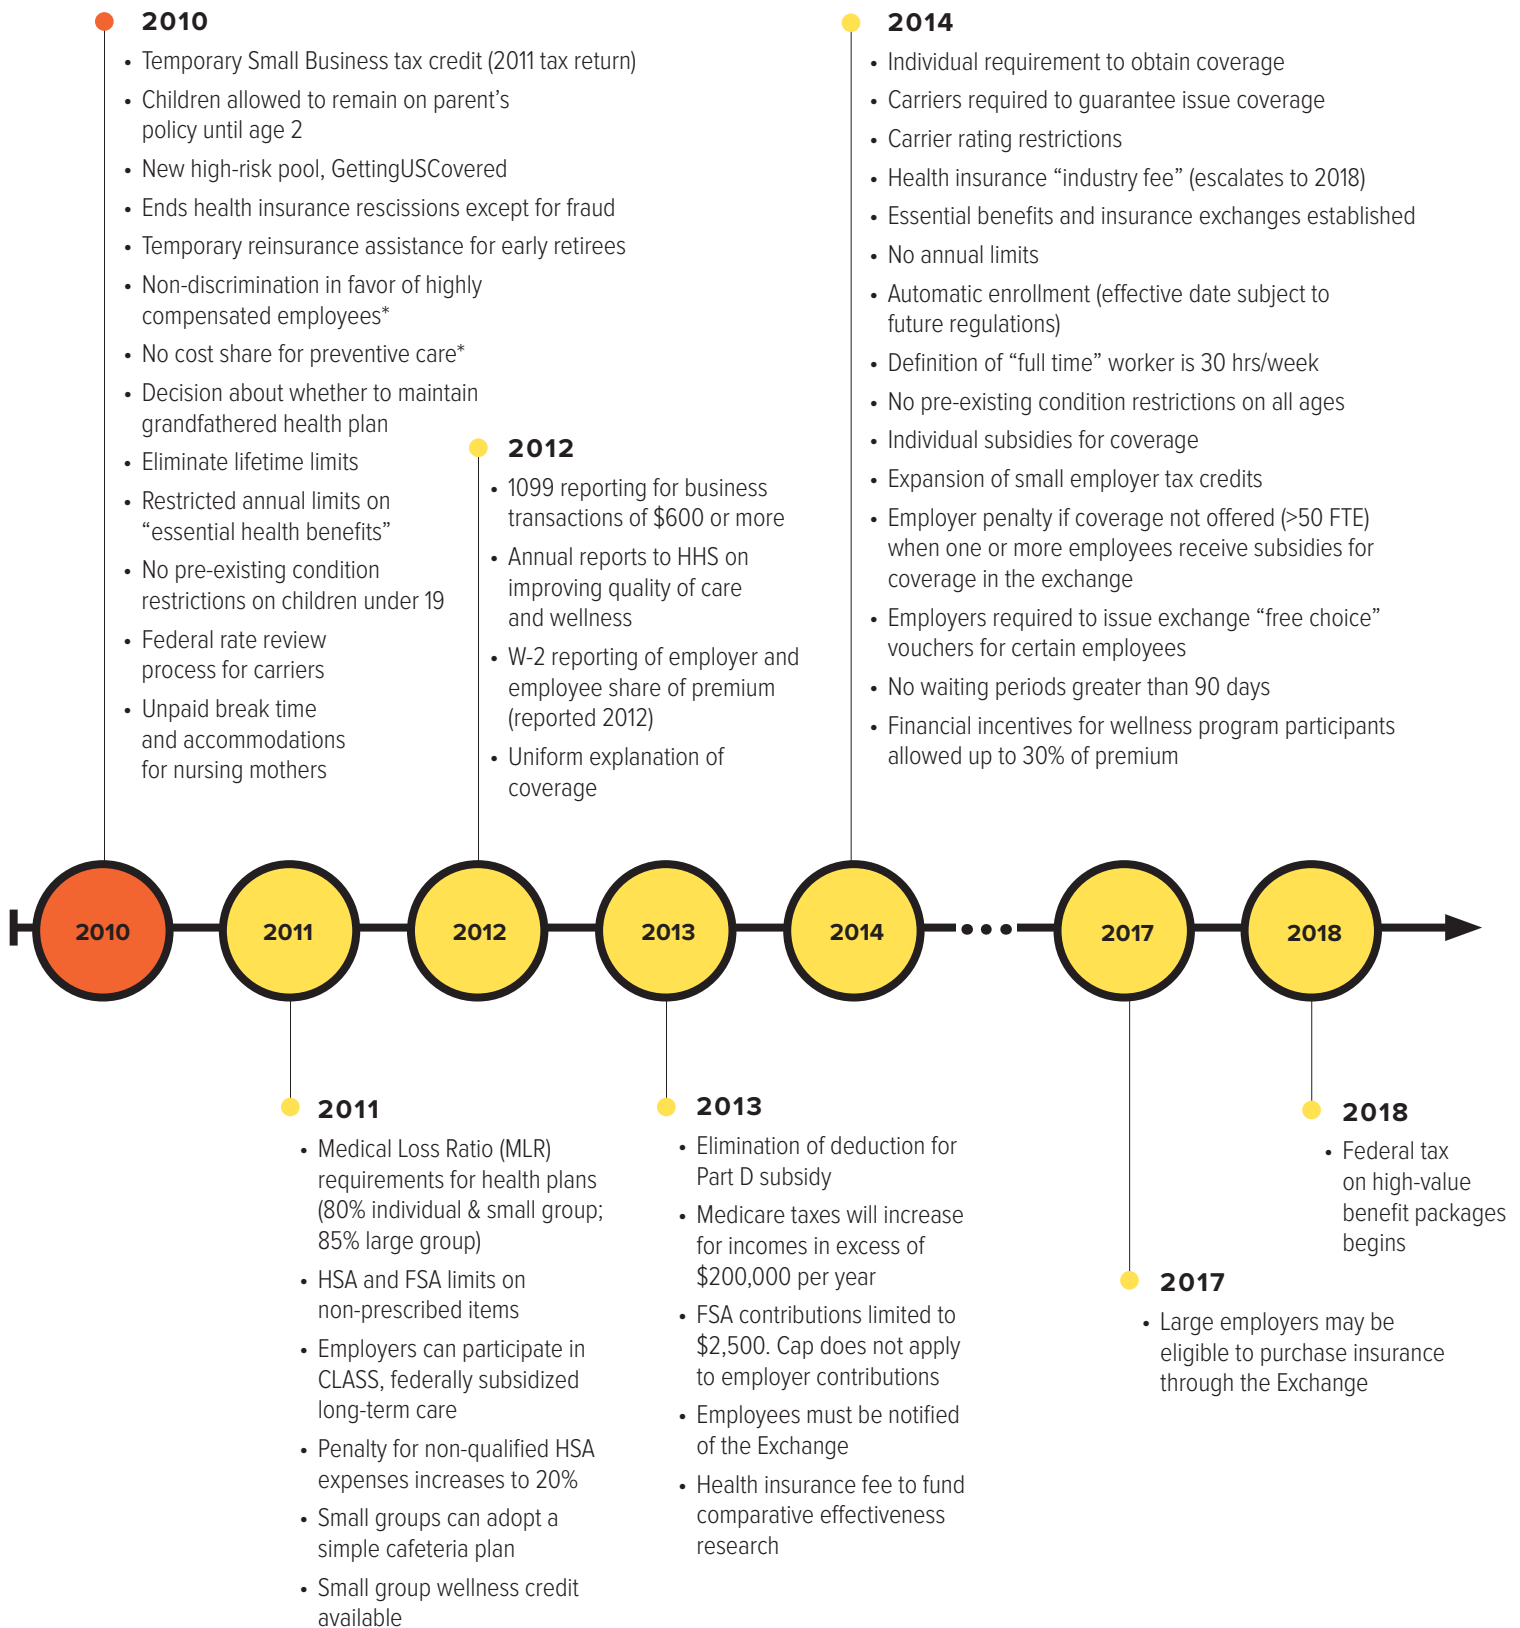 2010
• Temporary Small Business tax credit (2011 tax return)
• Children allowed to remain on parent’s
policy until age 2
• New high-risk pool, GettingUSCovered
• Ends health insurance rescissions except for fraud
• Temporary reinsurance assistance for early retirees
• Non-discrimination in favor of highly
compensated employees*
• No cost share for preventive care*
• Decision about whether to maintain
grandfathered health plan
• Eliminate lifetime limits
• Restricted annual limits on
“essential health benefits”
• No pre-existing condition
restrictions on children under 19
• Federal rate review
process for carriers
• Unpaid break time
and accommodations
for nursing mothers
2012
• 1099 reporting for business
transactions of $600 or more
• Annual reports to HHS on
improving quality of care
and wellness
• W-2 reporting of employer and
employee share of premium
(reported 2012)
• Uniform explanation of
coverage
2014
• Individual requirement to obtain coverage
• Carriers required to guarantee issue coverage
• Carrier rating restrictions
• Health insurance “industry fee” (escalates to 2018)
• Essential benefits and insurance exchanges established
• No annual limits
• Automatic enrollment (effective date subject to
future regulations)
• Definition of “full time” worker is 30 hrs/week
• No pre-existing condition restrictions on all ages
• Individual subsidies for coverage
• Expansion of small employer tax credits
• Employer penalty if coverage not offered (>50 FTE)
when one or more employees receive subsidies for
coverage in the exchange
• Employers required to issue exchange “free choice”
vouchers for certain employees
• No waiting periods greater than 90 days
• Financial incentives for wellness program participants
allowed up to 30% of premium
2010
2011
2012
2013
2014
2017
2018
2011
• Medical Loss Ratio (MLR)
requirements for health plans
(80% individual & small group;
85% large group)
• HSA and FSA limits on
non-prescribed items
• Employers can participate in
CLASS, federally subsidized
long-term care
• Penalty for non-qualified HSA
expenses increases to 20%
• Small groups can adopt a
simple cafeteria plan
• Small group wellness credit
available
2013
• Elimination of deduction for
Part D subsidy
• Medicare taxes will increase
for incomes in excess of
$200,000 per year
• FSA contributions limited to
$2,500. Cap does not apply
to employer contributions
• Employees must be notified
of the Exchange
• Health insurance fee to fund
comparative effectiveness
research
2017
• Large employers may be
eligible to purchase insurance
through the Exchange
2018
• Federal tax
on high-value
benefit packages
begins